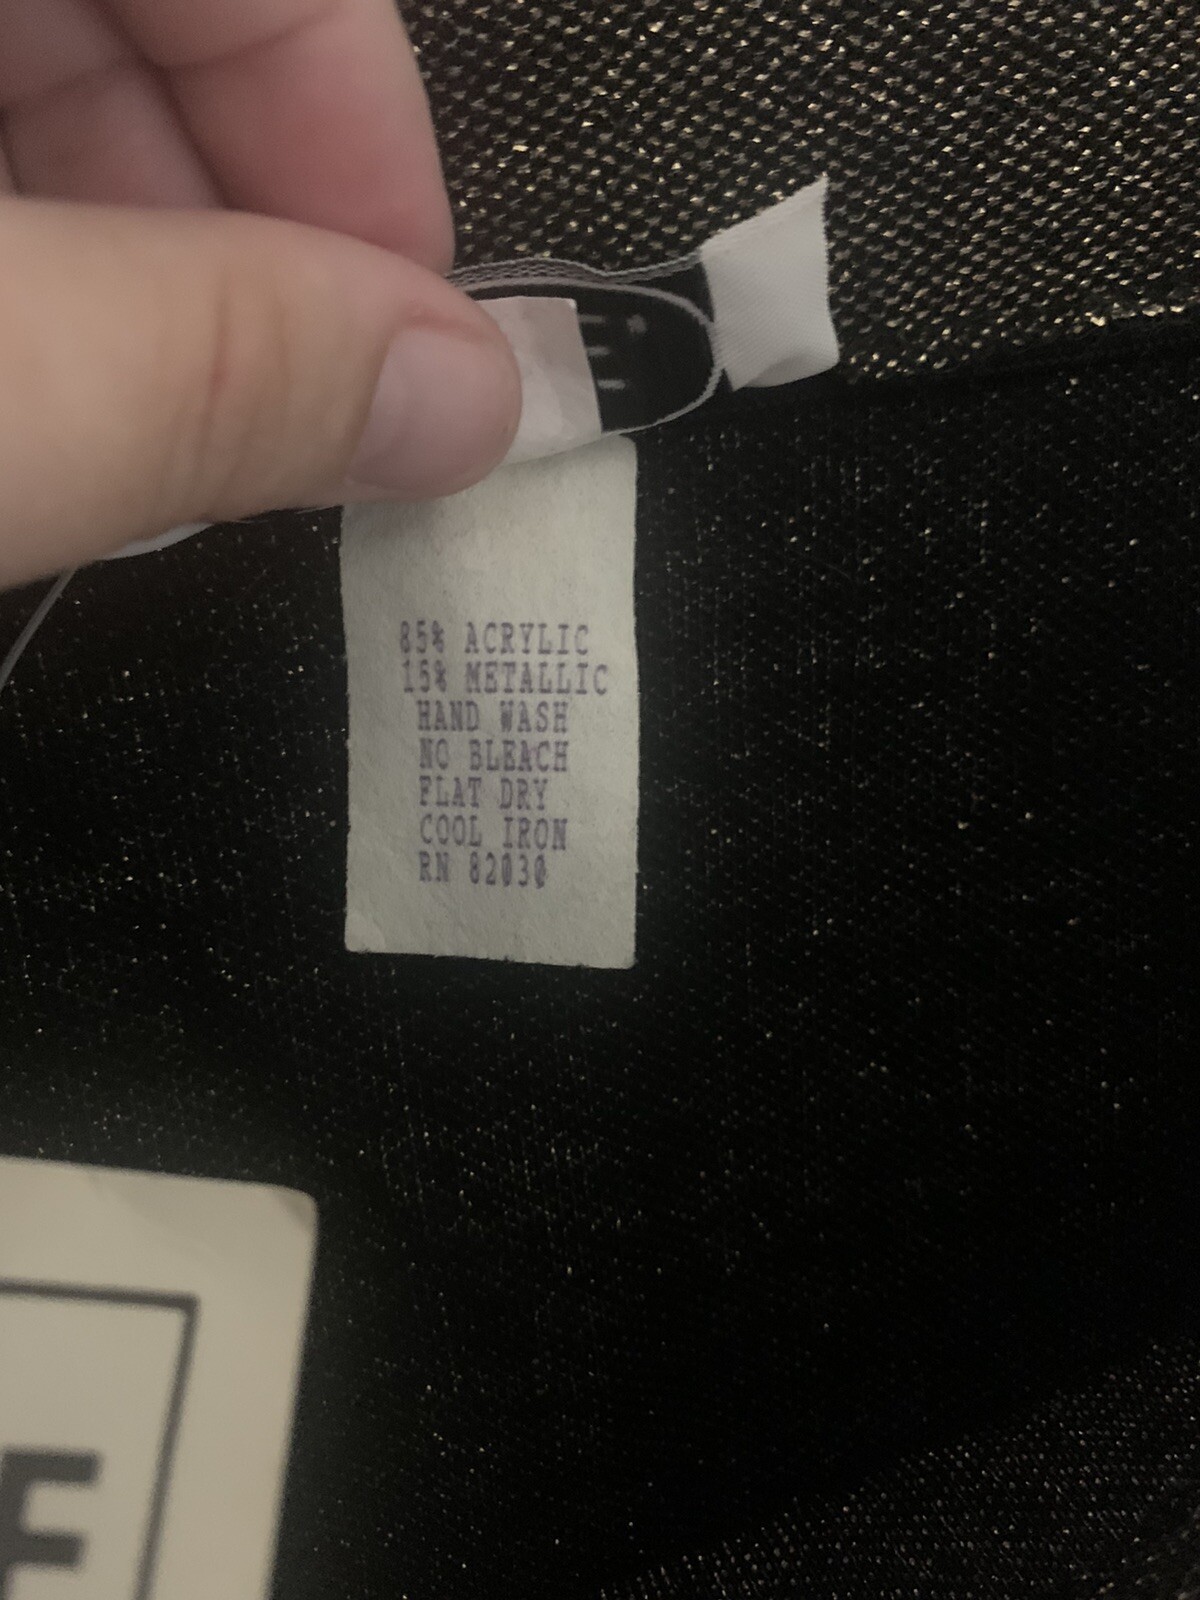 E
85% ACRYLIC
15% METALLIC
HAND WASH
NO BLEACH
FLAT DRY
COOL IRON
RN 82030
E